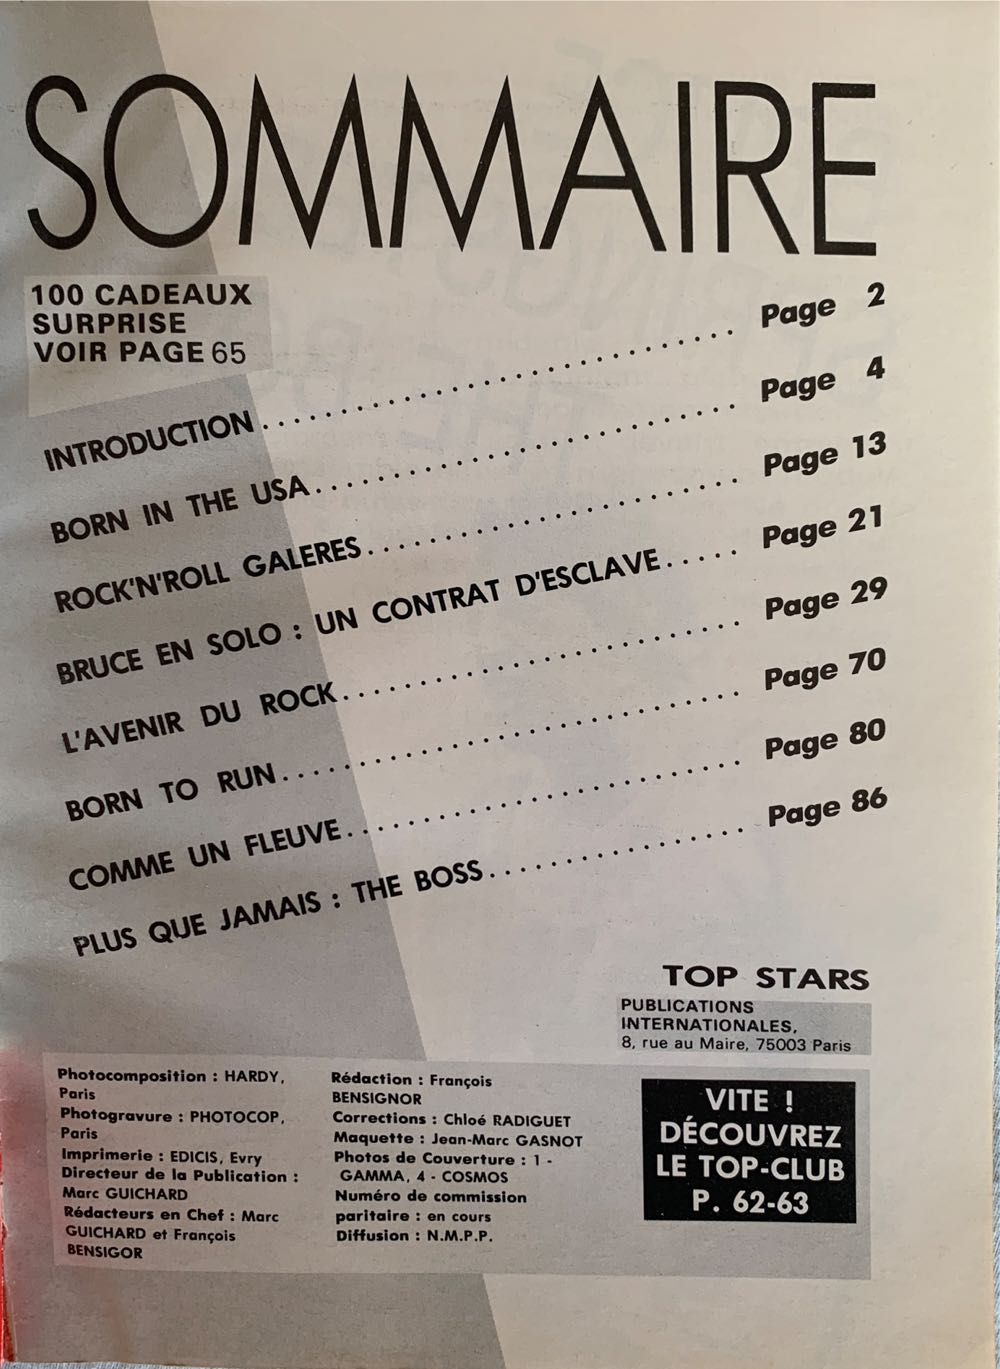 SOMMAIRE
100 CADEAUX
SURPRISE
VOIR PAGE 65
INTRODUCTION.......................... Page 2
BORN IN THE USA....................... Page 4
ROCK'N'ROLL GALERES.................... Page 13
BRUCE EN SOLO : UN CONTRAT D'ESCLAVE..... Page 21
L'AVENIR DU ROCK...................... Page 29
BORN TO RUN.......................... Page 70
COMME UN FLEUVE...................... Page 80
PLUS QUE JAMAIS : THE BOSS................ Page 86
TOP STARS
PUBLICATIONS
INTERNATIONALES,
8, rue au Maire, 75003 Paris
Photocomposition : HARDY,
Paris
Photogravure : PHOTOCOP,
Paris
Imprimerie : EDICIS, Evry
Directeur de la Publication :
Marc GUICHARD
Rédacteurs en Chef : Marc
GUICHARD et François
BENSIGOR
Rédaction : François
BENSIGNOR
Corrections : Chloé RADIGUET
Maquette : Jean-Marc GASNOT
Photos de Couverture : 1 -
GAMMA, 4 - COSMOS
Numéro de commission
paritaire : en cours
Diffusion : N.M.P.P.
VITE !
DÉCOUVREZ
LE TOP-CLUB
P. 62-63